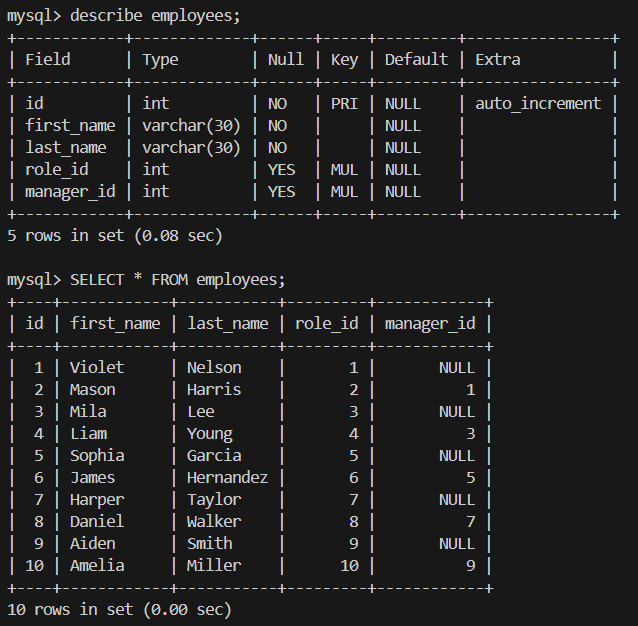 mysql> describe employees;
+------------+-------------+------+-----+---------+----------------+
| Field      | Type        | Null | Key | Default | Extra          |
+------------+-------------+------+-----+---------+----------------+
| id         | int         | NO   | PRI | NULL    | auto_increment |
| first_name | varchar(30) | NO   |     | NULL    |                |
| last_name  | varchar(30) | NO   |     | NULL    |                |
| role_id    | int         | YES  | MUL | NULL    |                |
| manager_id | int         | YES  | MUL | NULL    |                |
+------------+-------------+------+-----+---------+----------------+
5 rows in set (0.08 sec)

mysql> SELECT * FROM employees;
+----+------------+-----------+---------+------------+
| id | first_name | last_name | role_id | manager_id |
+----+------------+-----------+---------+------------+
|  1 | Violet     | Nelson    |       1 |       NULL |
|  2 | Mason      | Harris    |       2 |          1 |
|  3 | Mila       | Lee       |       3 |       NULL |
|  4 | Liam       | Young     |       4 |          3 |
|  5 | Sophia     | Garcia    |       5 |       NULL |
|  6 | James      | Hernandez |       6 |          5 |
|  7 | Harper     | Taylor    |       7 |       NULL |
|  8 | Daniel     | Walker    |       8 |          7 |
|  9 | Aiden      | Smith     |       9 |       NULL |
| 10 | Amelia     | Miller    |      10 |          9 |
+----+------------+-----------+---------+------------+
10 rows in set (0.00 sec)